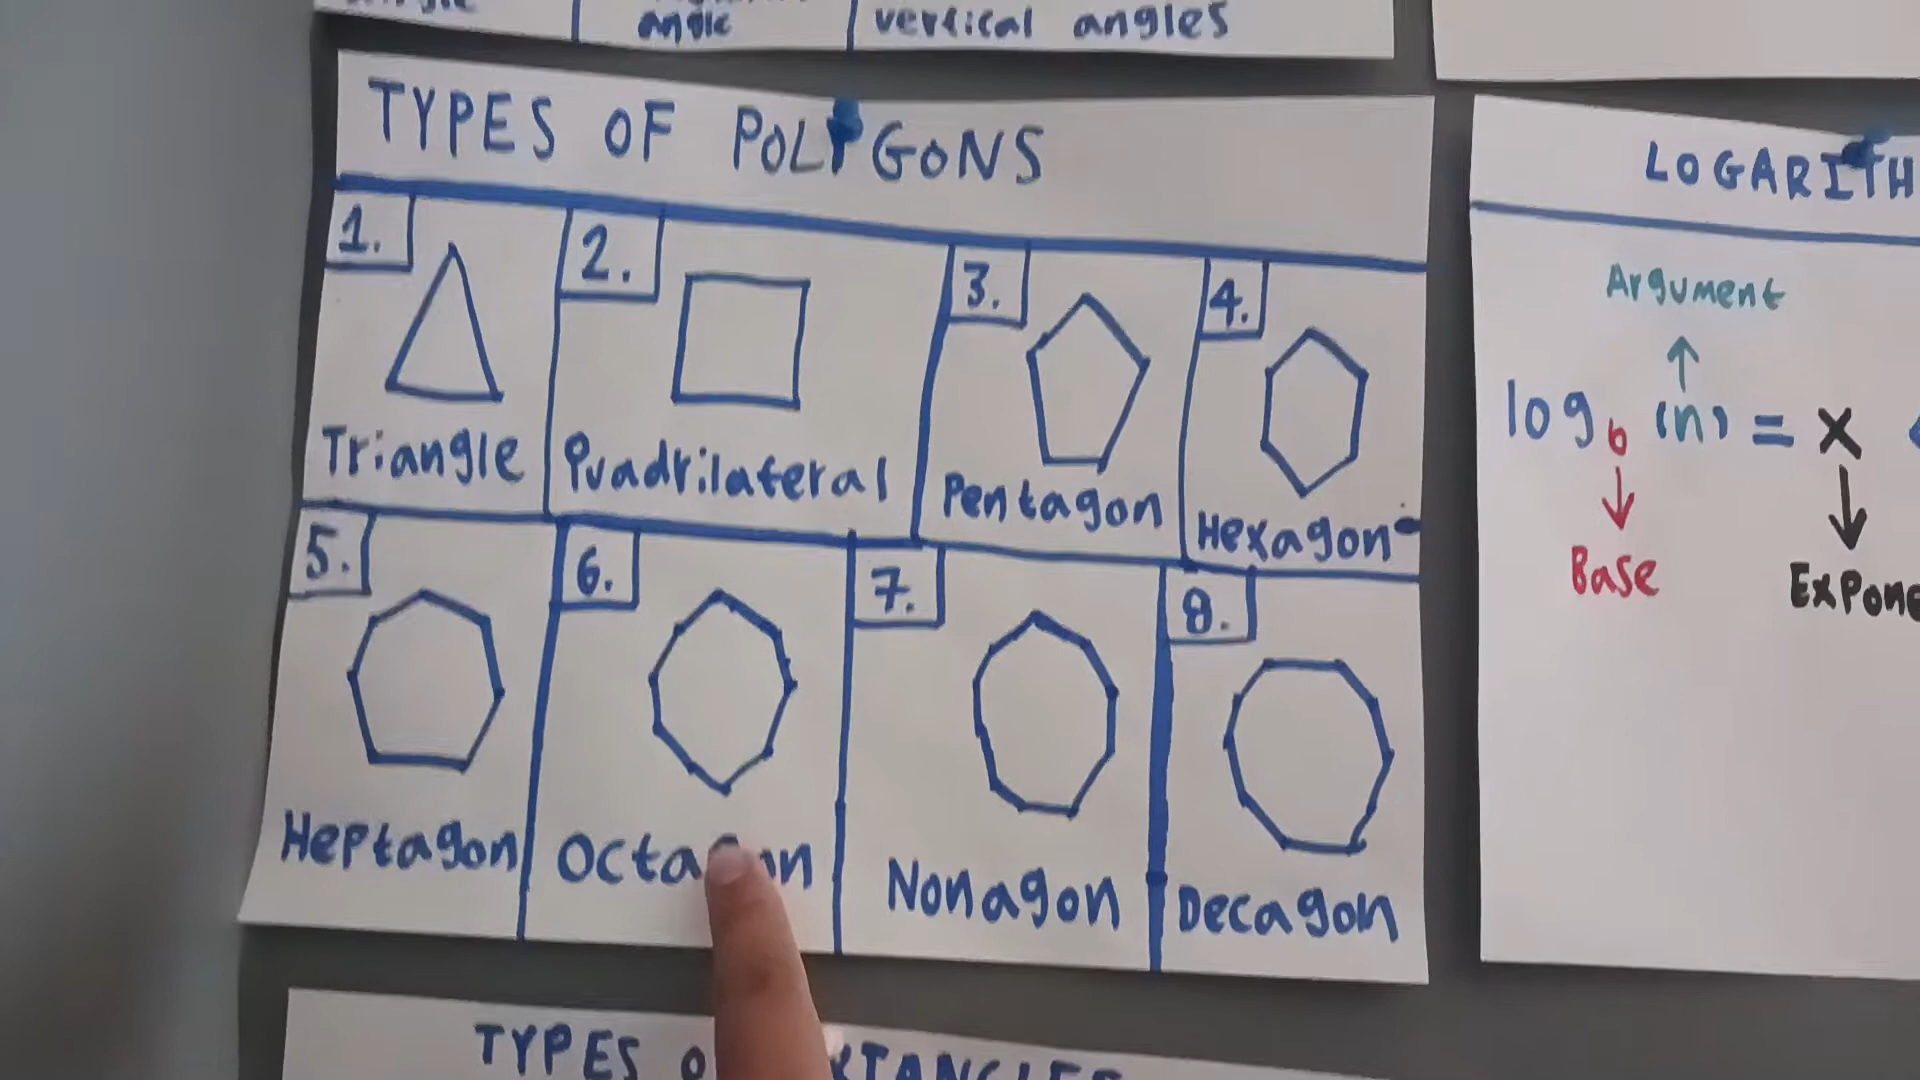 angle
vertical angles
TYPES OF POLYGONS
1.
2.
3.
4.
Triangle
Quadrilateral
Pentagon
Hexagon
5.
6.
7.
8.
Heptagon
Octagon
Nonagon
Decagon
LOGARITH
Argument
log b (n) = x
Base
Expone
TYPES